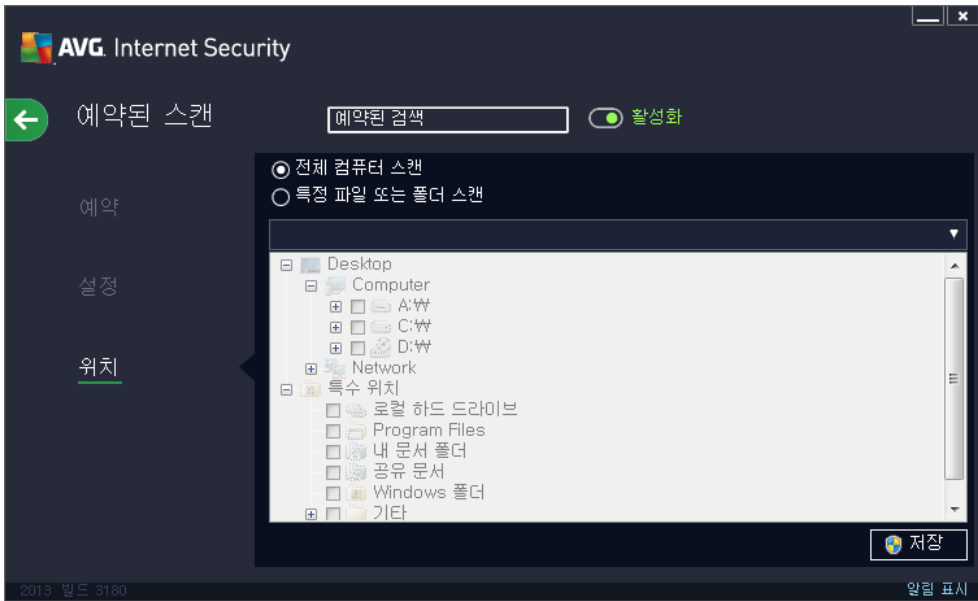 AVG. Internet Security
예약된 스캔
예약된 검색
활성화
전체 컴퓨터 스캔
특정 파일 또는 폴더 스캔
예약
설정
위치
Desktop
Computer
A:₩
C:₩
D:₩
Network
특수 위치
로컬 하드 드라이브
Program Files
내 문서 폴더
공유 문서
Windows 폴더
기타
저장
2013 빌드 3180
알림 표시